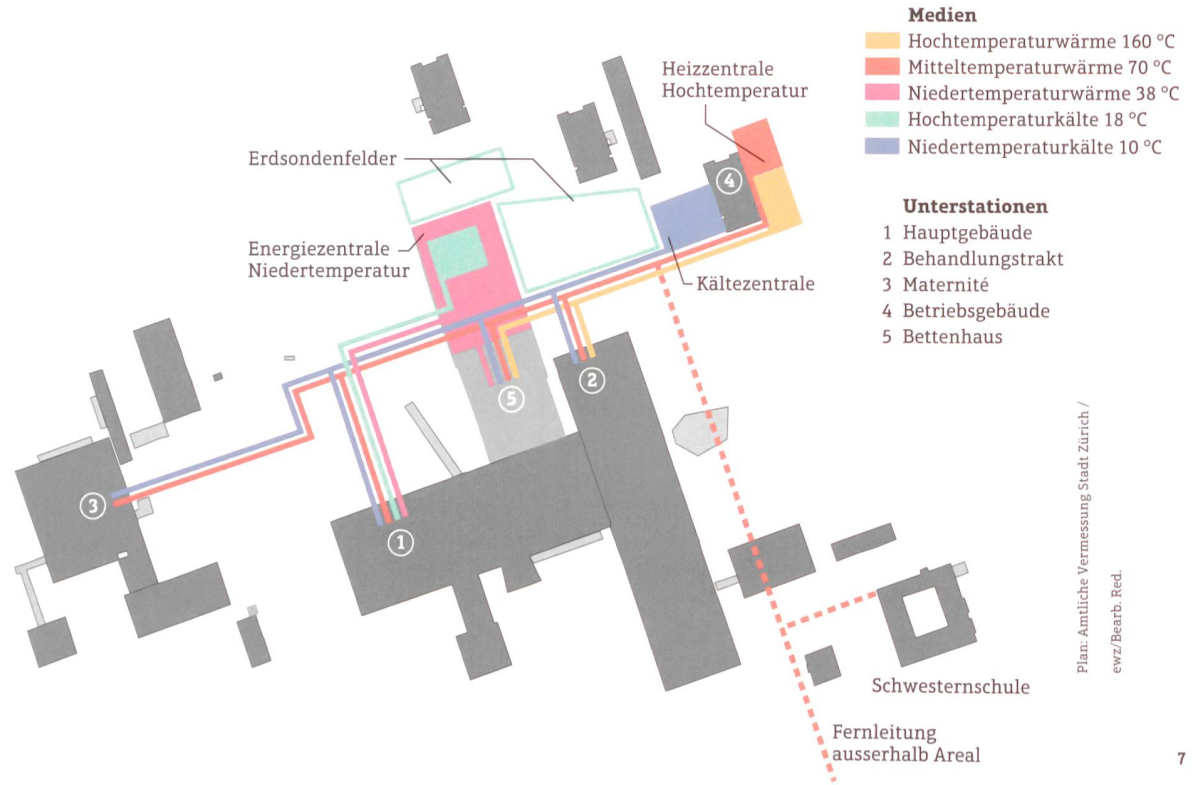 Medien
Hochtemperaturwärme 160 °C
Mitteltemperaturwärme 70 °C
Niedertemperaturwärme 38 °C
Hochtemperaturkälte 18 °C
Niedertemperaturkälte 10 °C
Unterstationen
1 Hauptgebäude
2 Behandlungstrakt
3 Maternité
4 Betriebsgebäude
5 Bettenhaus
Heizzentrale
Hochtemperatur
Erdsondenfelder
Energiezentrale
Niedertemperatur
Kältezentrale
4
5
2
3
1
Schwesternschule
Fernleitung
ausserhalb Areal
Plan: Amtliche Vermessung Stadt Zürich /
ewz/Bearb. Red.
7